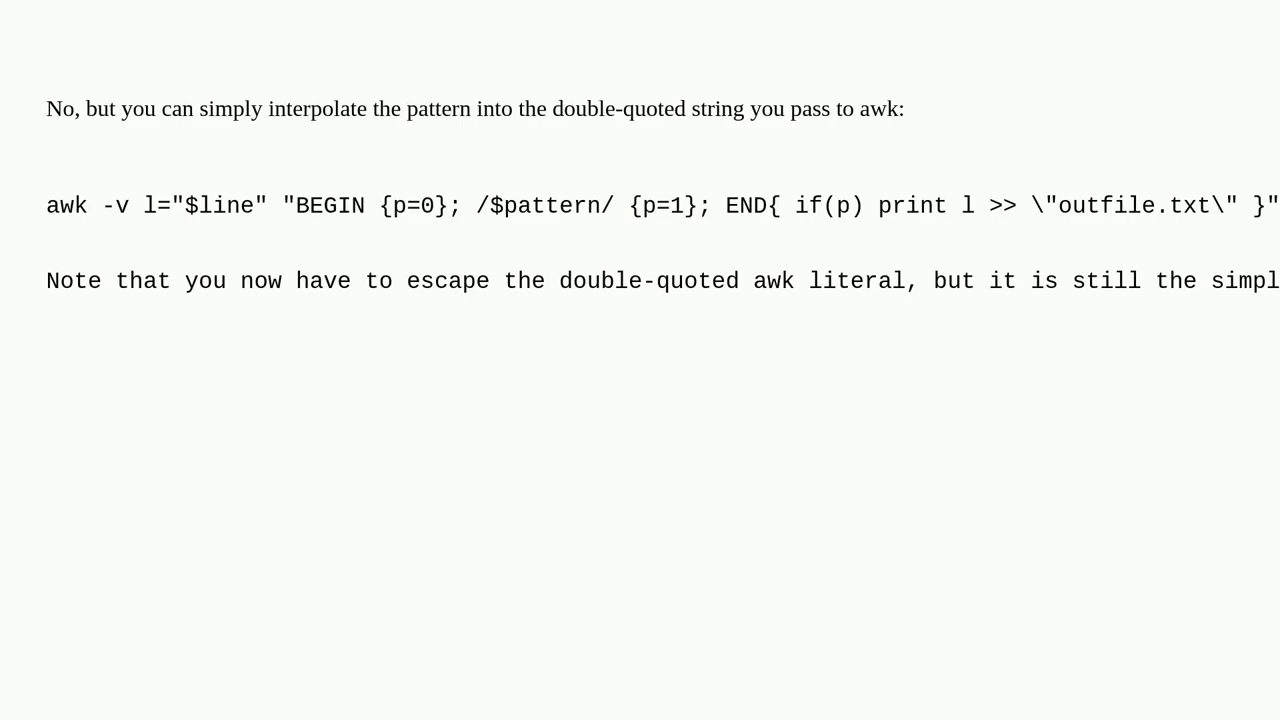 No, but you can simply interpolate the pattern into the double-quoted string you pass to awk:
awk -v l="$line" "BEGIN {p=0}; /$pattern/ {p=1}; END{ if(p) print l >> \"outfile.txt\" }"
Note that you now have to escape the double-quoted awk literal, but it is still the simpl